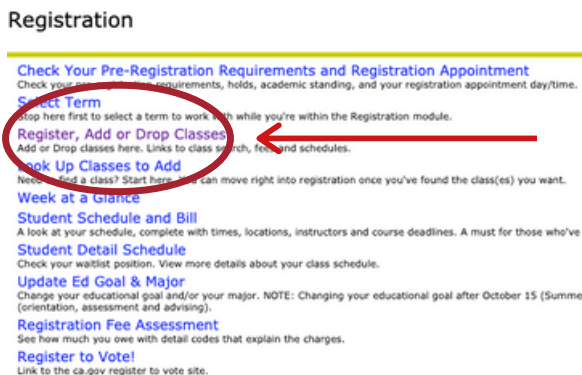 Registration
Check Your Pre-Registration Requirements and Registration Appointment
Check your pre-registration requirements, holds, academic standing, and your registration appointment day/time.
Select Term
Stop here first to select a term to work with while you're within the Registration module.
Register, Add or Drop Classes
Add or Drop classes here. Links to class search, fees and schedules.
Look Up Classes to Add
Need to find a class? Start here. You can move right into registration once you've found the class(es) you want.
Week at a Glance
Student Schedule and Bill
A look at your schedule, complete with times, locations, instructors and course deadlines. A must for those who've
Student Detail Schedule
Check your waitlist position. View more details about your class schedule.
Update Ed Goal & Major
Change your educational goal and/or your major. NOTE: Changing your educational goal after October 15 (Summe
(orientation, assessment and advising).
Registration Fee Assessment
See how much you owe with detail codes that explain the charges.
Register to Vote!
Link to the ca.gov register to vote site.